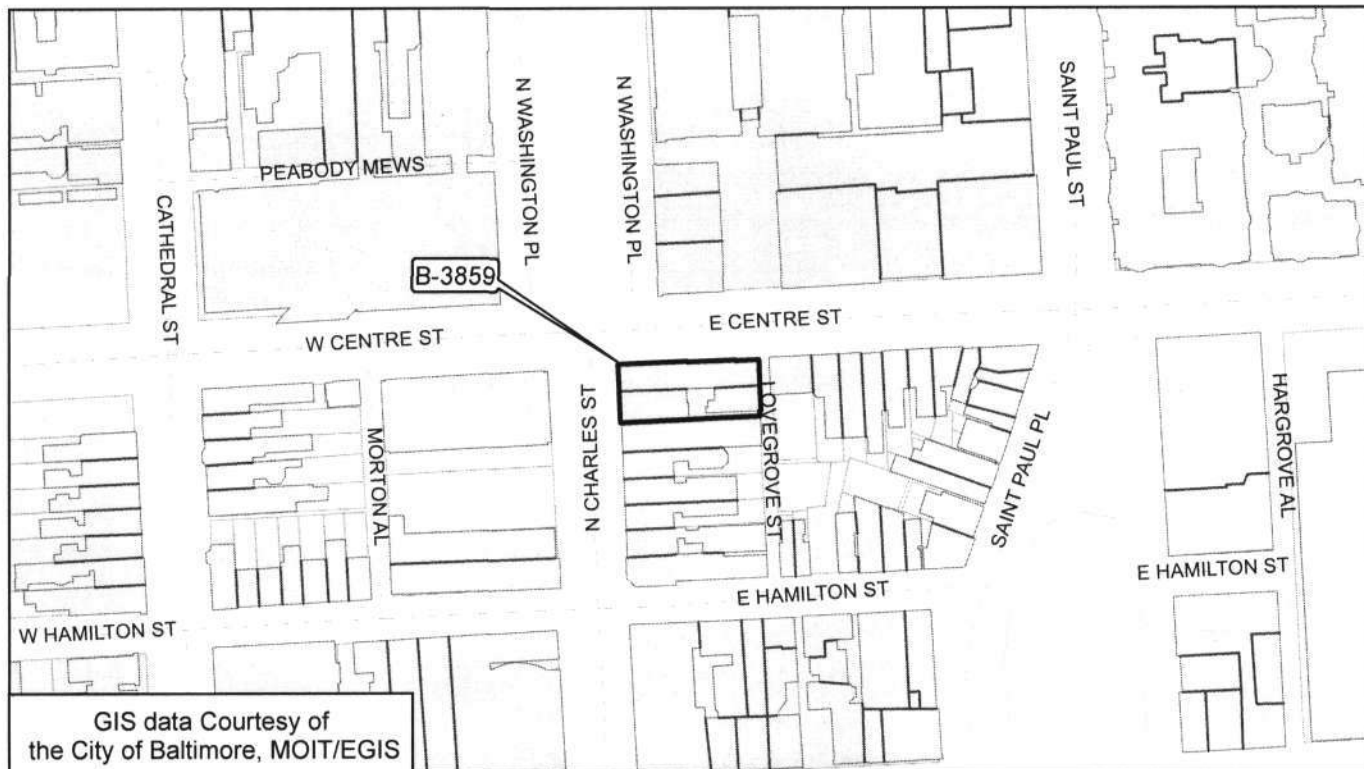 N WASHINGTON PL
N WASHINGTON PL
SAINT PAUL ST
PEABODY MEWS
CATHEDRAL ST
B-3859
W CENTRE ST
E CENTRE ST
N CHARLES ST
LOVEGROVE ST
MORTON AL
SAINT PAUL PL
HARGROVE AL
E HAMILTON ST
E HAMILTON ST
W HAMILTON ST
GIS data Courtesy of
the City of Baltimore, MOIT/EGIS